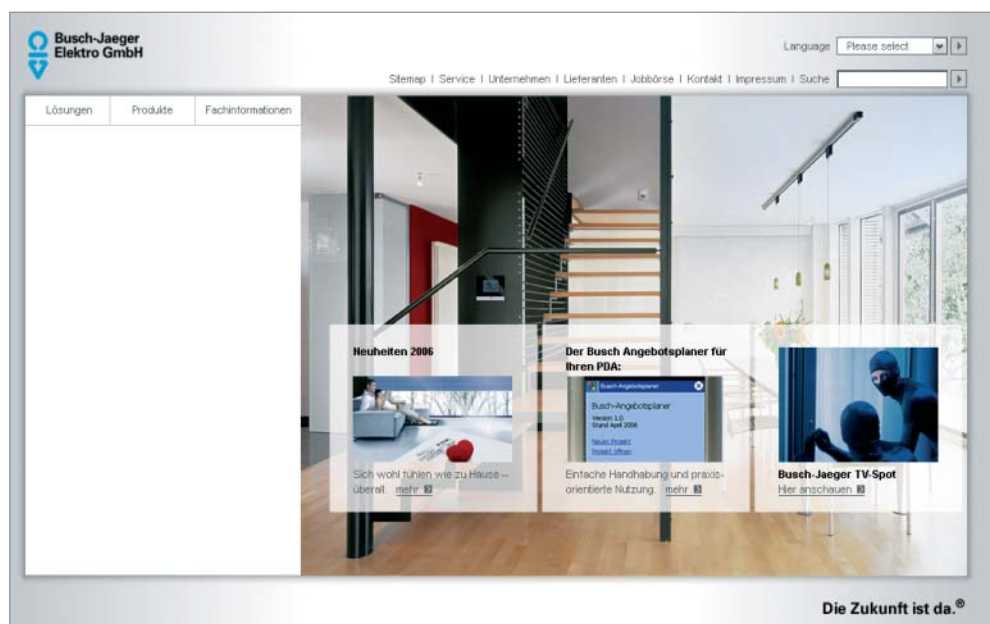 Busch-Jaeger
Elektro GmbH
Language Please select
Sitemap | Service | Unternehmen | Lieferanten | Jobbörse | Kontakt | Impressum | Suche
Lösungen Produkte Fachinformationen
Neuheiten 2006
Sich wohl fühlen wie zu Hause –
überall. mehr
Der Busch Angebotsplaner für
Ihren PDA:
Busch-Angebotsplaner
Busch-Angebotsplaner
Version 1.0
Stand April 2006
Neues Projekt
Projekt öffnen
Einfache Handhabung und praxis-
orientierte Nutzung. mehr
Busch-Jaeger TV-Spot
Hier anschauen
Die Zukunft ist da.®